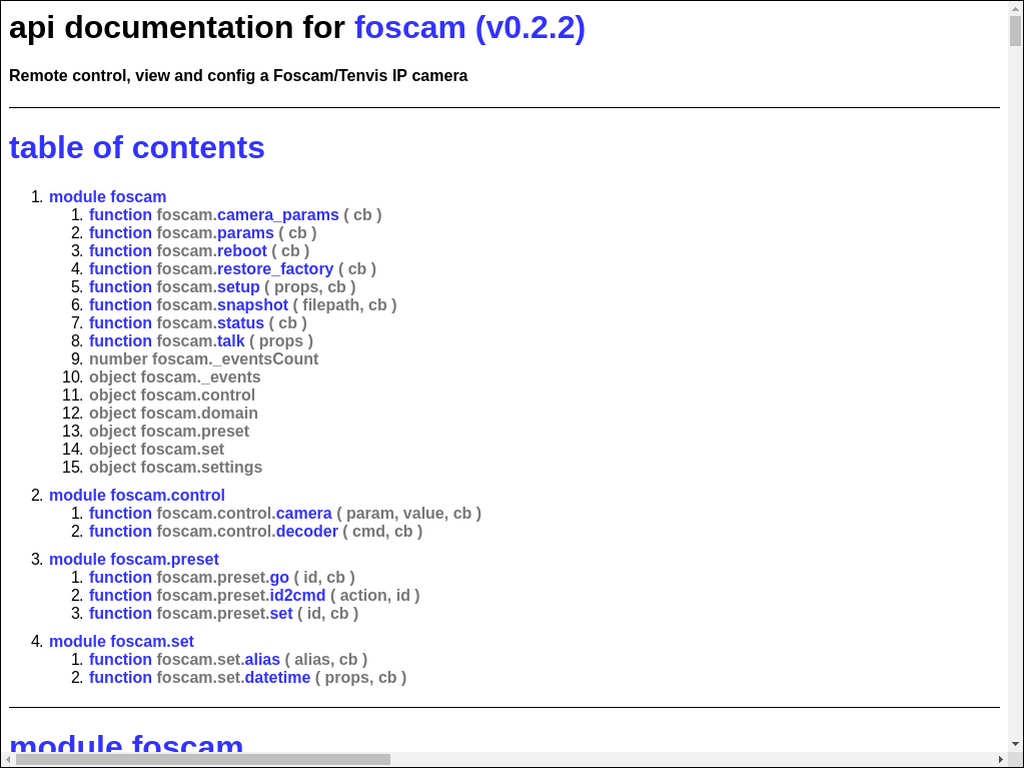 api documentation for foscam (v0.2.2)
Remote control, view and config a Foscam/Tenvis IP camera
table of contents
1. module foscam
1. function foscam.camera_params ( cb )
2. function foscam.params ( cb )
3. function foscam.reboot ( cb )
4. function foscam.restore_factory ( cb )
5. function foscam.setup ( props, cb )
6. function foscam.snapshot ( filepath, cb )
7. function foscam.status ( cb )
8. function foscam.talk ( props )
9. number foscam._eventsCount
10. object foscam._events
11. object foscam.control
12. object foscam.domain
13. object foscam.preset
14. object foscam.set
15. object foscam.settings
2. module foscam.control
1. function foscam.control.camera ( param, value, cb )
2. function foscam.control.decoder ( cmd, cb )
3. module foscam.preset
1. function foscam.preset.go ( id, cb )
2. function foscam.preset.id2cmd ( action, id )
3. function foscam.preset.set ( id, cb )
4. module foscam.set
1. function foscam.set.alias ( alias, cb )
2. function foscam.set.datetime ( props, cb )
module foscam